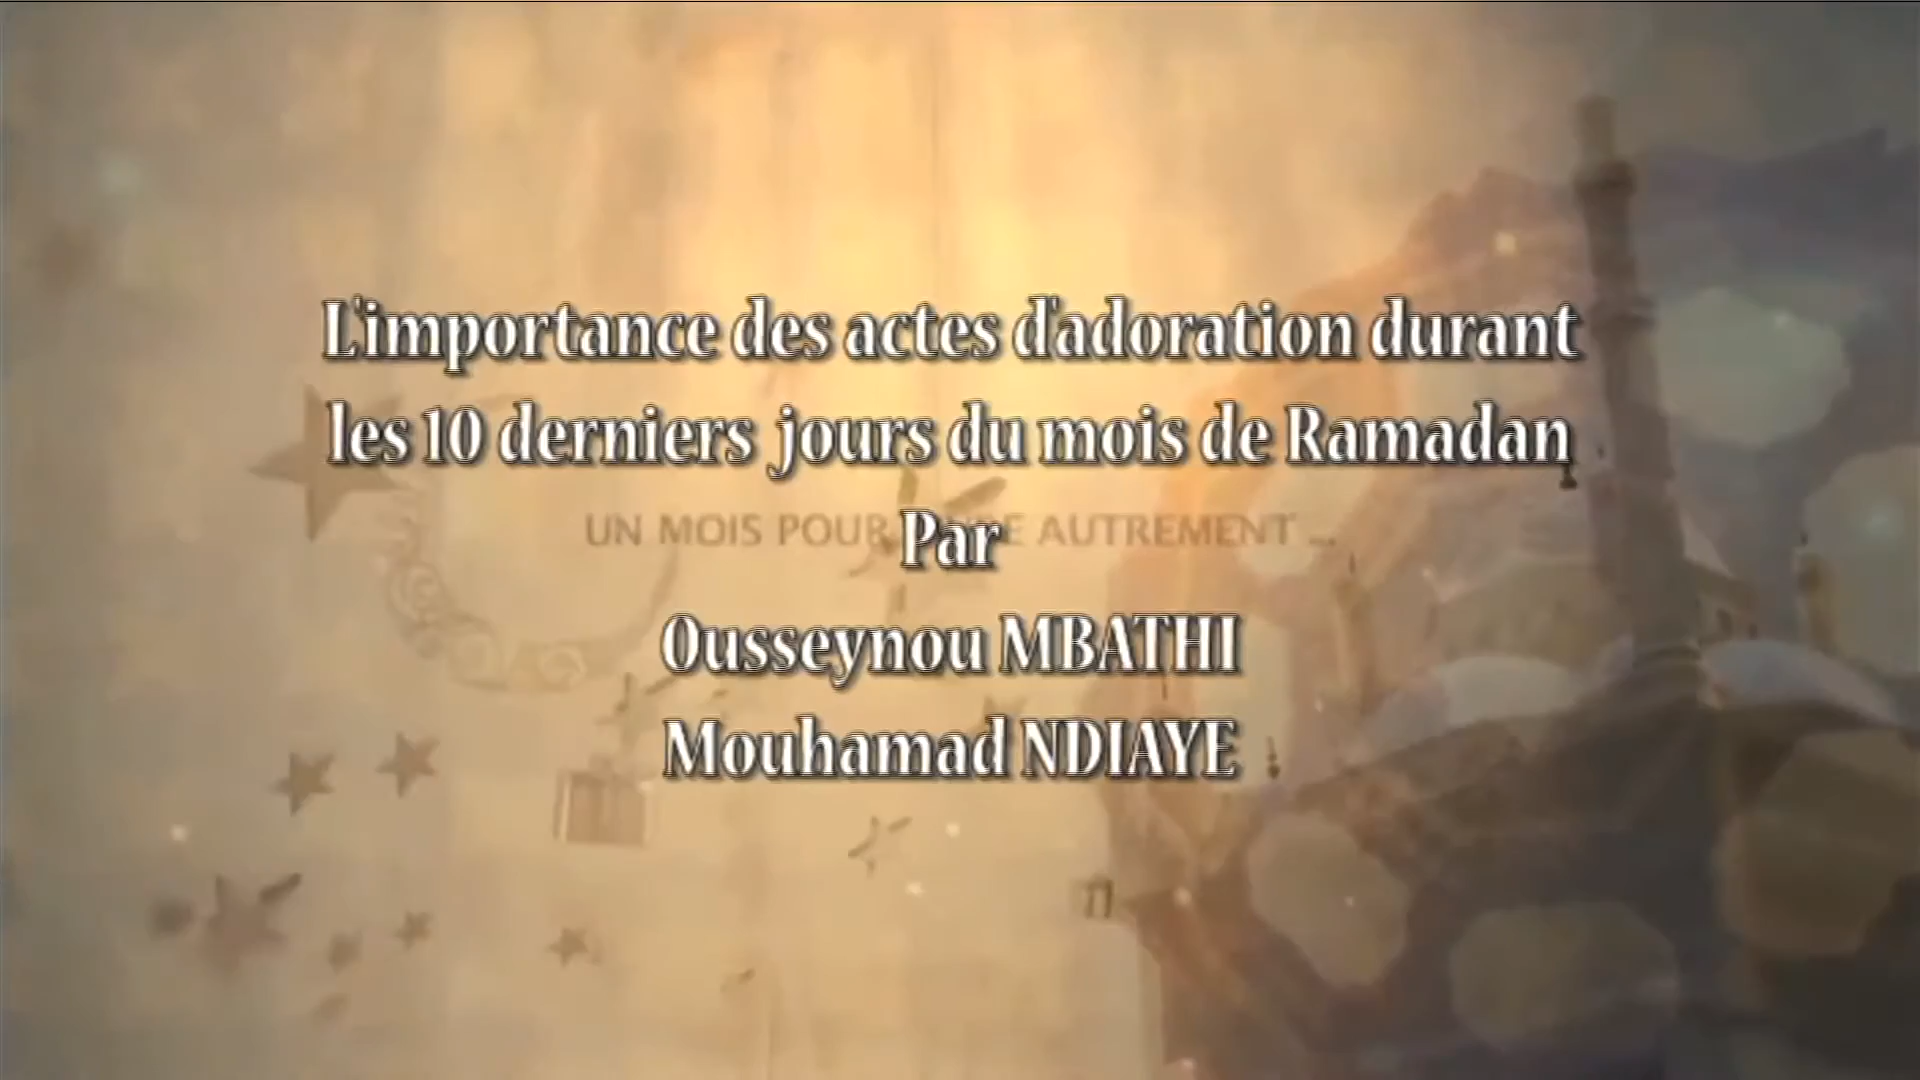 L'importance des actes d'adoration durant
les 10 derniers jours du mois de Ramadan
UN MOIS POUR AUTREMENT ...
Par
Ousseynou MBATHI
Mouhamad NDIAYE